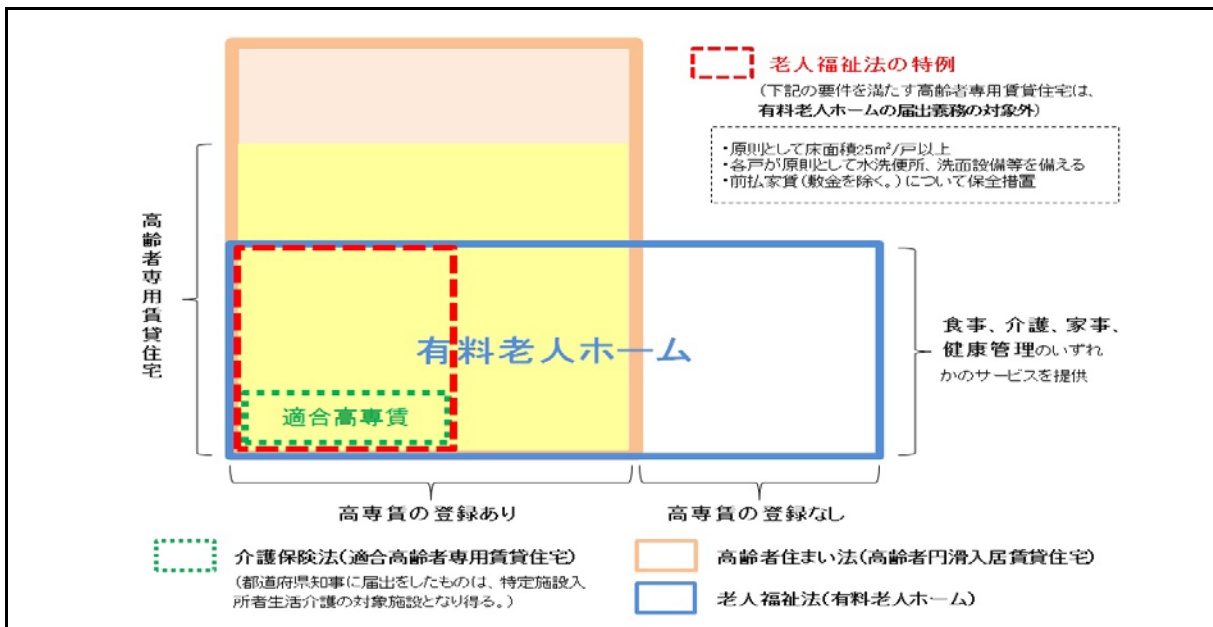 老人福祉法の特例
(下記の要件を満たす高齢者専用賃貸住宅は、
有料老人ホームの届出義務の対象外)
・原則として床面積25m²/戸以上
・各戸が原則として水洗便所、洗面設備等を備える
・前払家賃(敷金を除く。)について保全措置
高齢者専用賃貸住宅
有料老人ホーム
適合高専賃
食事、介護、家事、
健康管理のいずれ
かのサービスを提供
高専賃の登録あり
高専賃の登録なし
介護保険法(適合高齢者専用賃貸住宅)
(都道府県知事に届出をしたものは、特定施設入
所者生活介護の対象施設となり得る。)
高齢者住まい法(高齢者円滑入居賃貸住宅)
老人福祉法(有料老人ホーム)